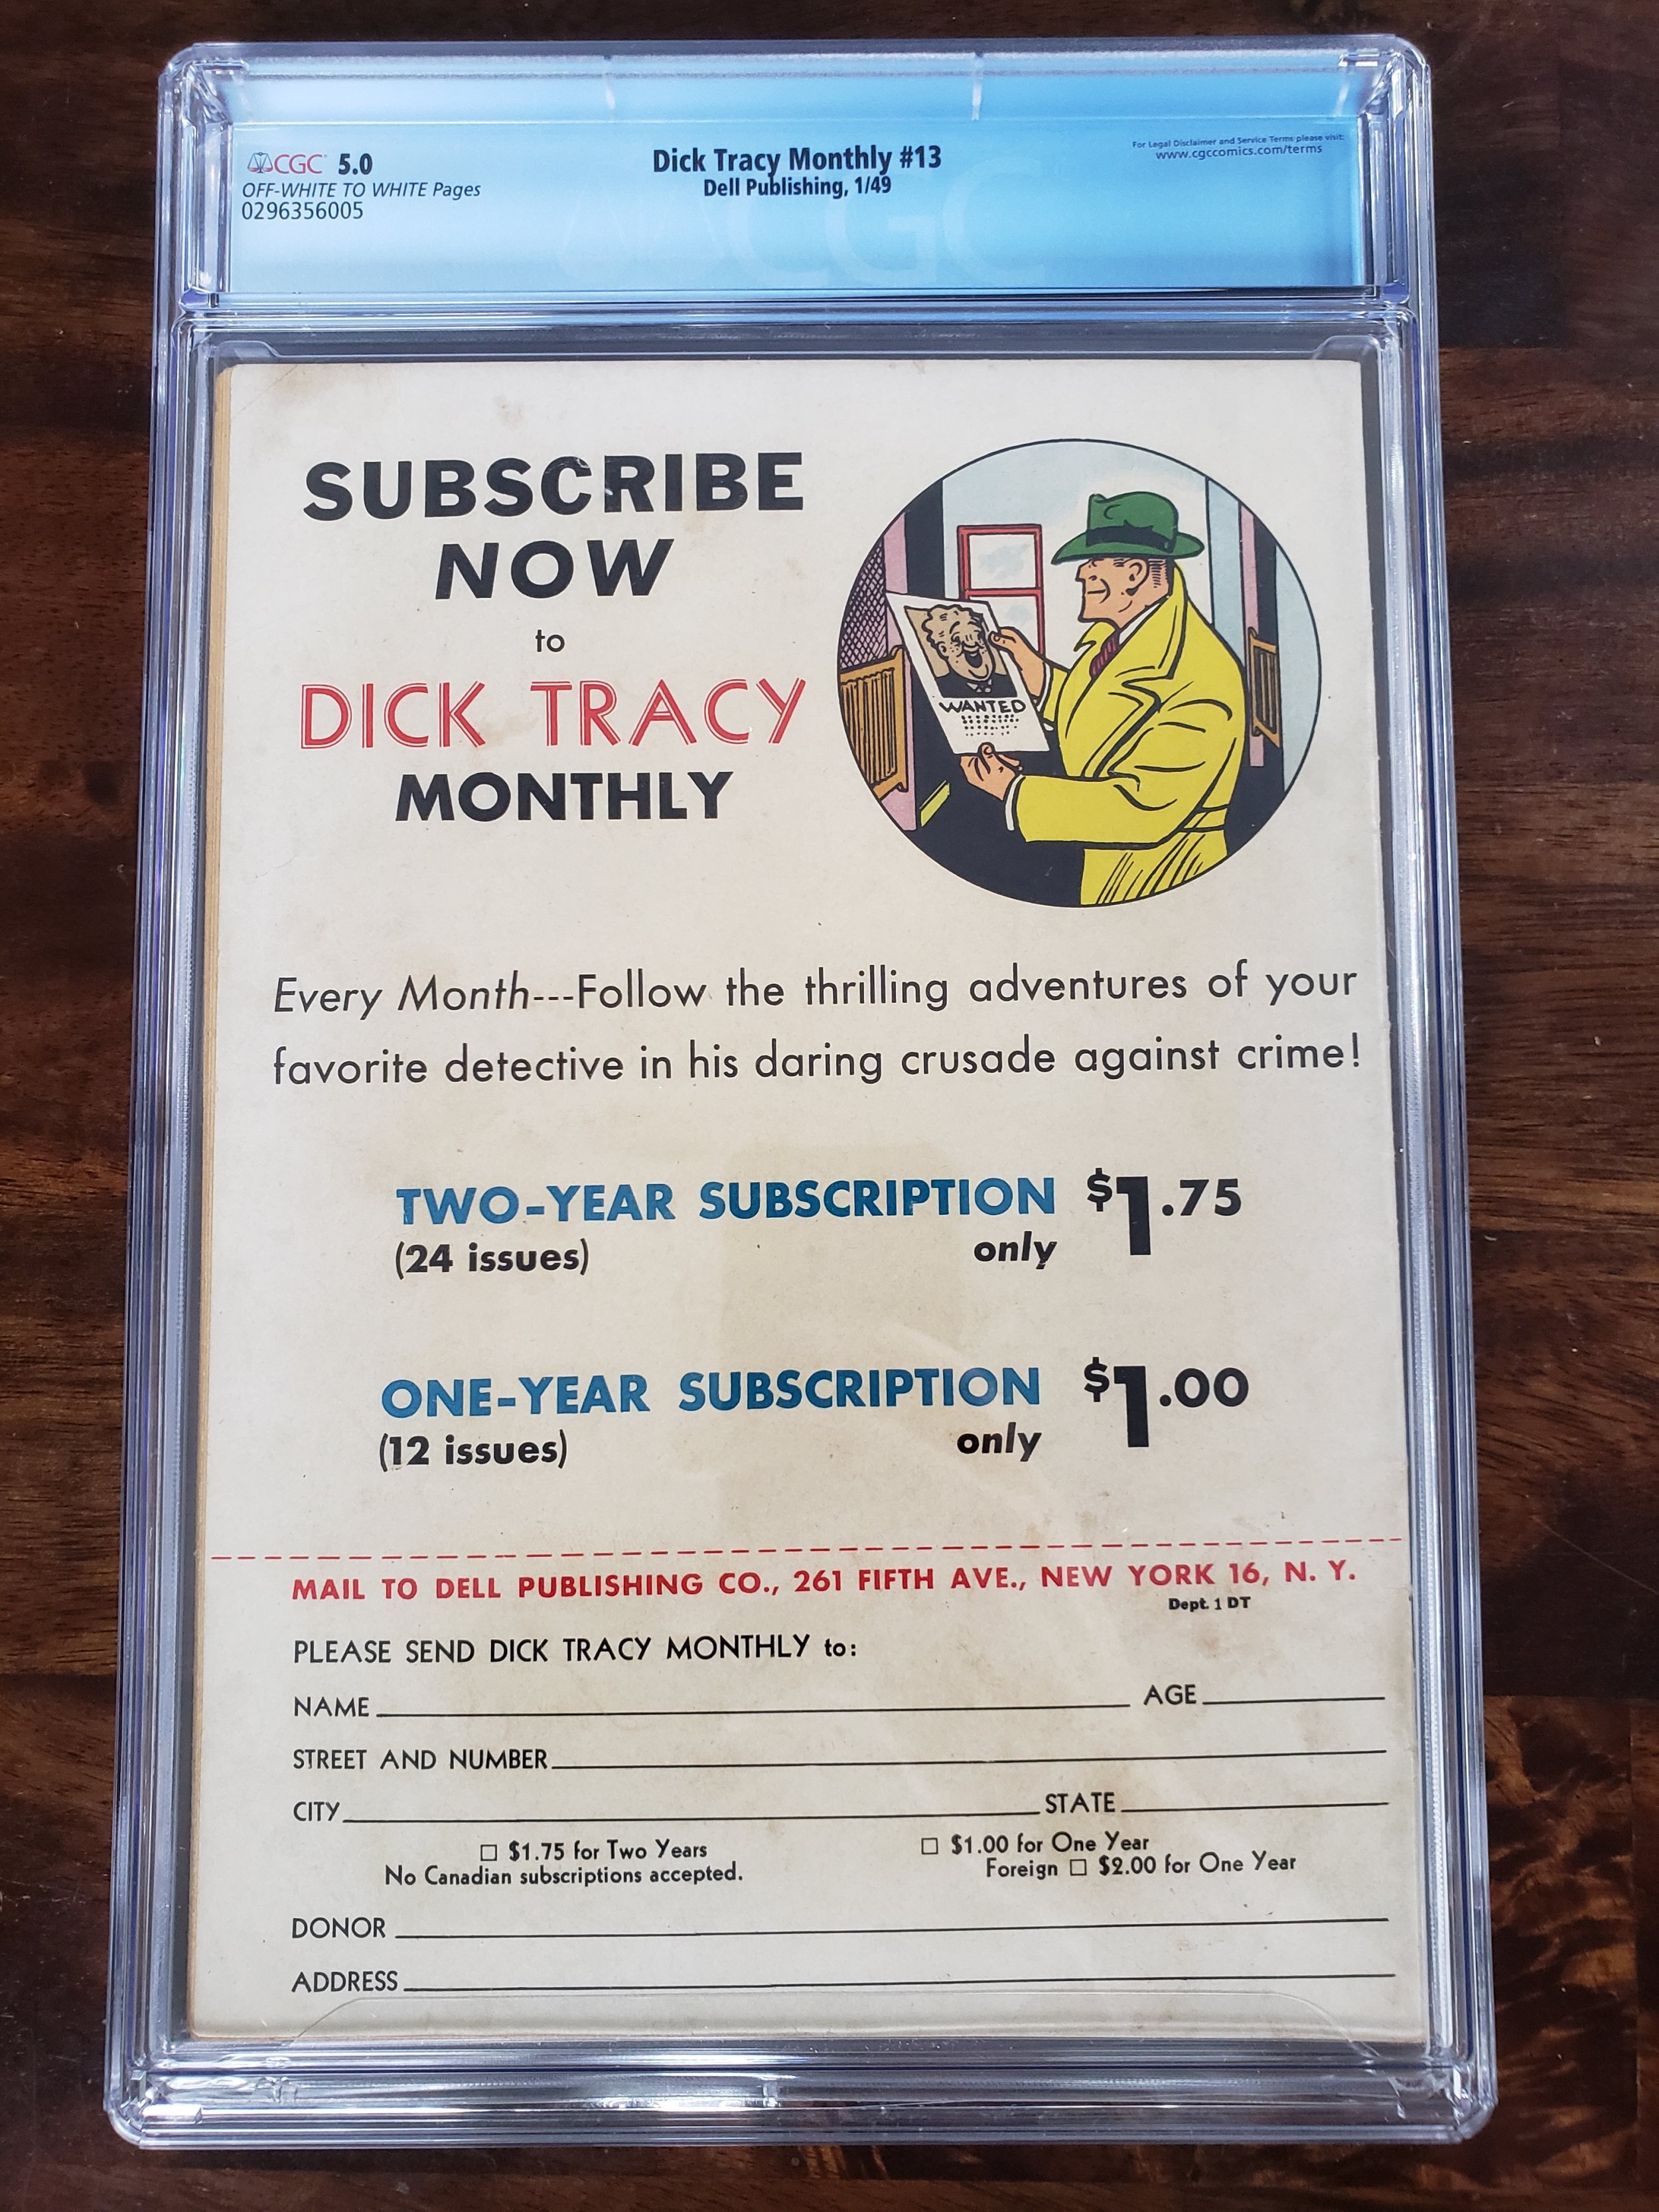 CGC 5.0
OFF-WHITE TO WHITE Pages
0296356005
Dick Tracy Monthly #13
Dell Publishing, 1/49
For Legal Disclaimer and Service Terms please visit:
www.cgccomics.com/terms
CGC
SUBSCRIBE
NOW
to
DICK TRACY
MONTHLY
WANTED
Every Month---Follow the thrilling adventures of your
favorite detective in his daring crusade against crime!
TWO-YEAR SUBSCRIPTION $1.75
(24 issues) only
ONE-YEAR SUBSCRIPTION $1.00
(12 issues) only
MAIL TO DELL PUBLISHING CO., 261 FIFTH AVE., NEW YORK 16, N. Y.
Dept. 1 DT
PLEASE SEND DICK TRACY MONTHLY to:
NAME AGE
STREET AND NUMBER
CITY STATE
□ $1.75 for Two Years □ $1.00 for One Year
No Canadian subscriptions accepted. Foreign □ $2.00 for One Year
DONOR
ADDRESS